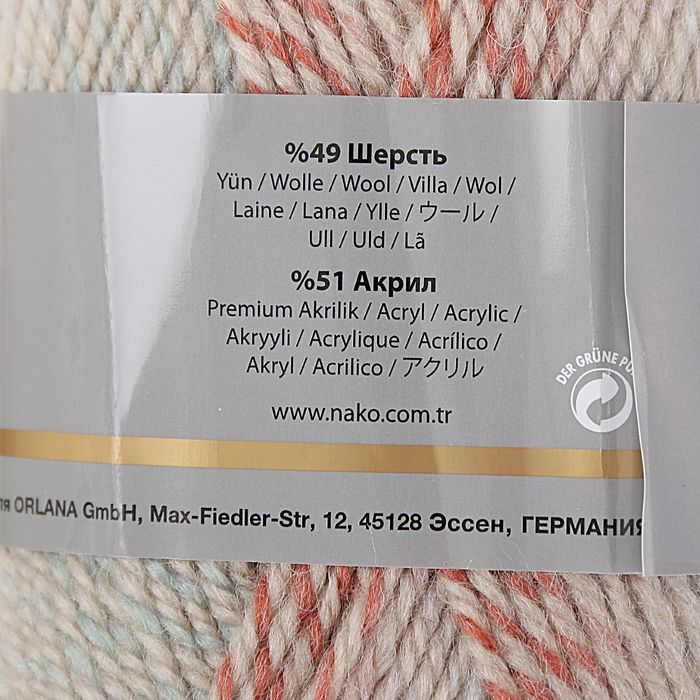 %49 Шерсть
Yün / Wolle / Wool / Villa / Wol /
Laine / Lana / Ylle / ウール /
Ull / Uld / Lã
%51 Акрил
Premium Akrilik / Acryl / Acrylic /
Akryyli / Acrylique / Acrílico /
Akryl / Acrilico / アクリル
DER GRÜNE
www.nako.com.tr
ORLANA GmbH, Max-Fiedler-Str, 12, 45128 Эссен, ГЕРМАНИЯ